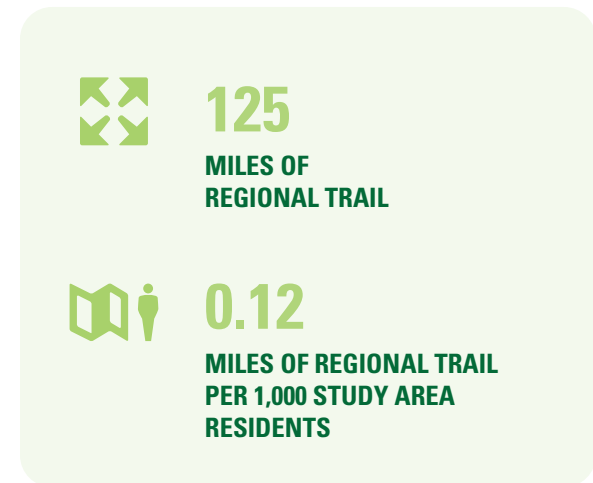 125
MILES OF
REGIONAL TRAIL
0.12
MILES OF REGIONAL TRAIL
PER 1,000 STUDY AREA
RESIDENTS